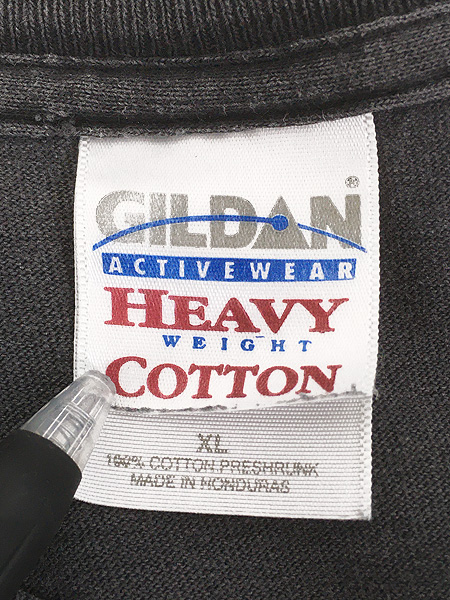 GILDAN®
ACTIVEWEAR
HEAVY
WEIGHT
COTTON
XL
100% COTTON PRESHRUNK
MADE IN HONDURAS